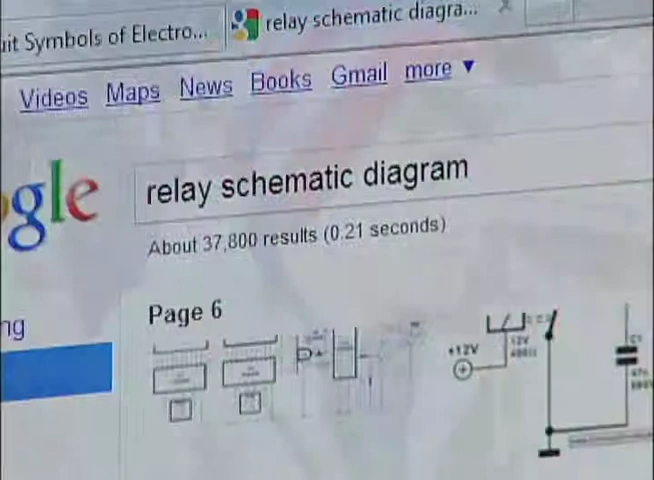 uit Symbols of Electro...
relay schematic diagra...
Videos Maps News Books Gmail more ▼
ogle
relay schematic diagram
About 37,800 results (0.21 seconds)
ng
Page 6
+12V
12V